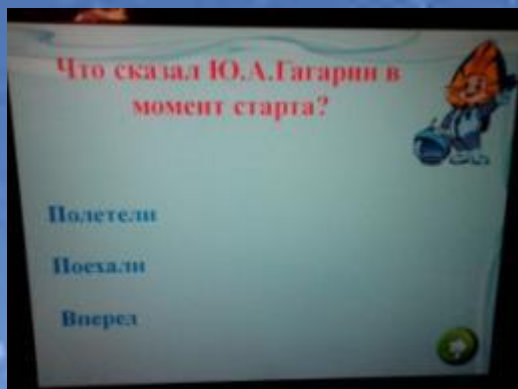 Что сказал Ю.А.Гагарин в
момент старта?
Полетели
Поехали
Вперед